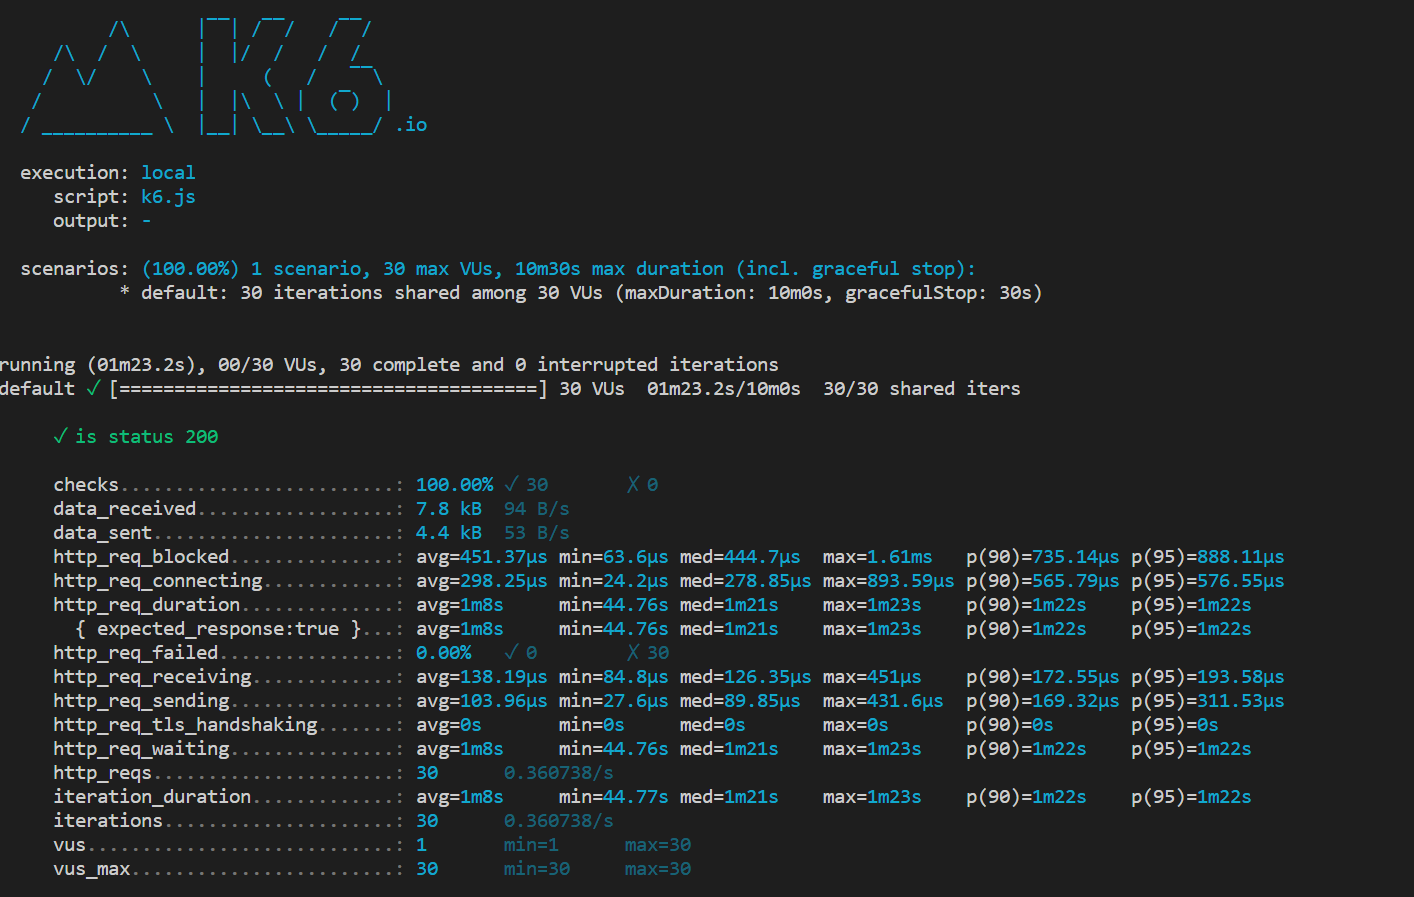 /\      |‾‾| /‾‾/   /‾‾/
/\  /  \     |  |/  /   /  /
/  \/    \    |     (   /   ‾‾\
/          \   |  |\  \ |  (‾)  |
/ __________ \  |__| \__\ \_____/ .io
execution: local
script: k6.js
output: -
scenarios: (100.00%) 1 scenario, 30 max VUs, 10m30s max duration (incl. graceful stop):
* default: 30 iterations shared among 30 VUs (maxDuration: 10m0s, gracefulStop: 30s)
running (01m23.2s), 00/30 VUs, 30 complete and 0 interrupted iterations
default ✓ [======================================] 30 VUs  01m23.2s/10m0s  30/30 shared iters
✓ is status 200
checks.........................: 100.00% ✓ 30       ✗ 0
data_received..................: 7.8 kB  94 B/s
data_sent......................: 4.4 kB  53 B/s
http_req_blocked...............: avg=451.37µs min=63.6µs med=444.7µs  max=1.61ms   p(90)=735.14µs p(95)=888.11µs
http_req_connecting............: avg=298.25µs min=24.2µs med=278.85µs max=893.59µs p(90)=565.79µs p(95)=576.55µs
http_req_duration..............: avg=1m8s     min=44.76s med=1m21s    max=1m23s    p(90)=1m22s    p(95)=1m22s
{ expected_response:true }...: avg=1m8s     min=44.76s med=1m21s    max=1m23s    p(90)=1m22s    p(95)=1m22s
http_req_failed................: 0.00%   ✓ 0        ✗ 30
http_req_receiving.............: avg=138.19µs min=84.8µs med=126.35µs max=451µs    p(90)=172.55µs p(95)=193.58µs
http_req_sending...............: avg=103.96µs min=27.6µs med=89.85µs  max=431.6µs  p(90)=169.32µs p(95)=311.53µs
http_req_tls_handshaking.......: avg=0s       min=0s     med=0s       max=0s       p(90)=0s       p(95)=0s
http_req_waiting...............: avg=1m8s     min=44.76s med=1m21s    max=1m23s    p(90)=1m22s    p(95)=1m22s
http_reqs......................: 30      0.360738/s
iteration_duration.............: avg=1m8s     min=44.77s med=1m21s    max=1m23s    p(90)=1m22s    p(95)=1m22s
iterations.....................: 30      0.360738/s
vus............................: 1       min=1      max=30
vus_max........................: 30      min=30     max=30